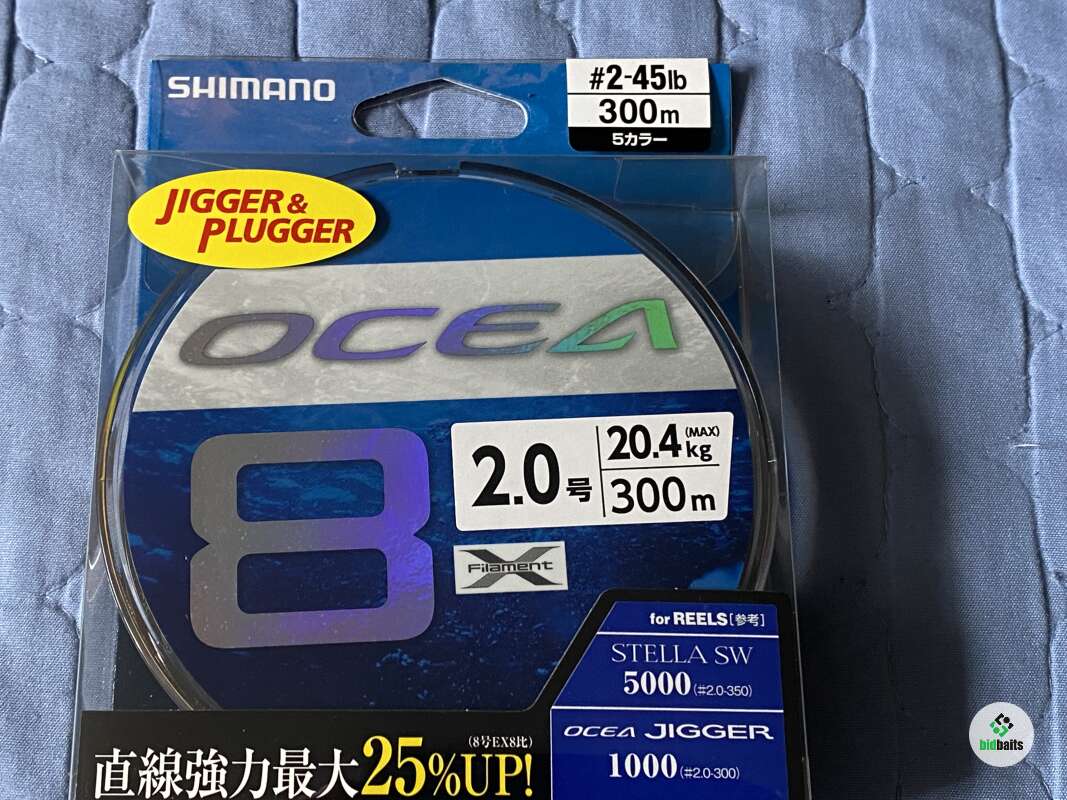 SHIMANO
#2-45lb
300m
5カラー
JIGGER &
PLUGGER
OCEA
8
2.0号
20.4kg (MAX)
300m
X Filament
for REELS[参考]
STELLA SW
5000(#2.0-350)
OCEA JIGGER
1000(#2.0-300)
(8号EX8比)
直線強力最大25%UP!
bidbaits